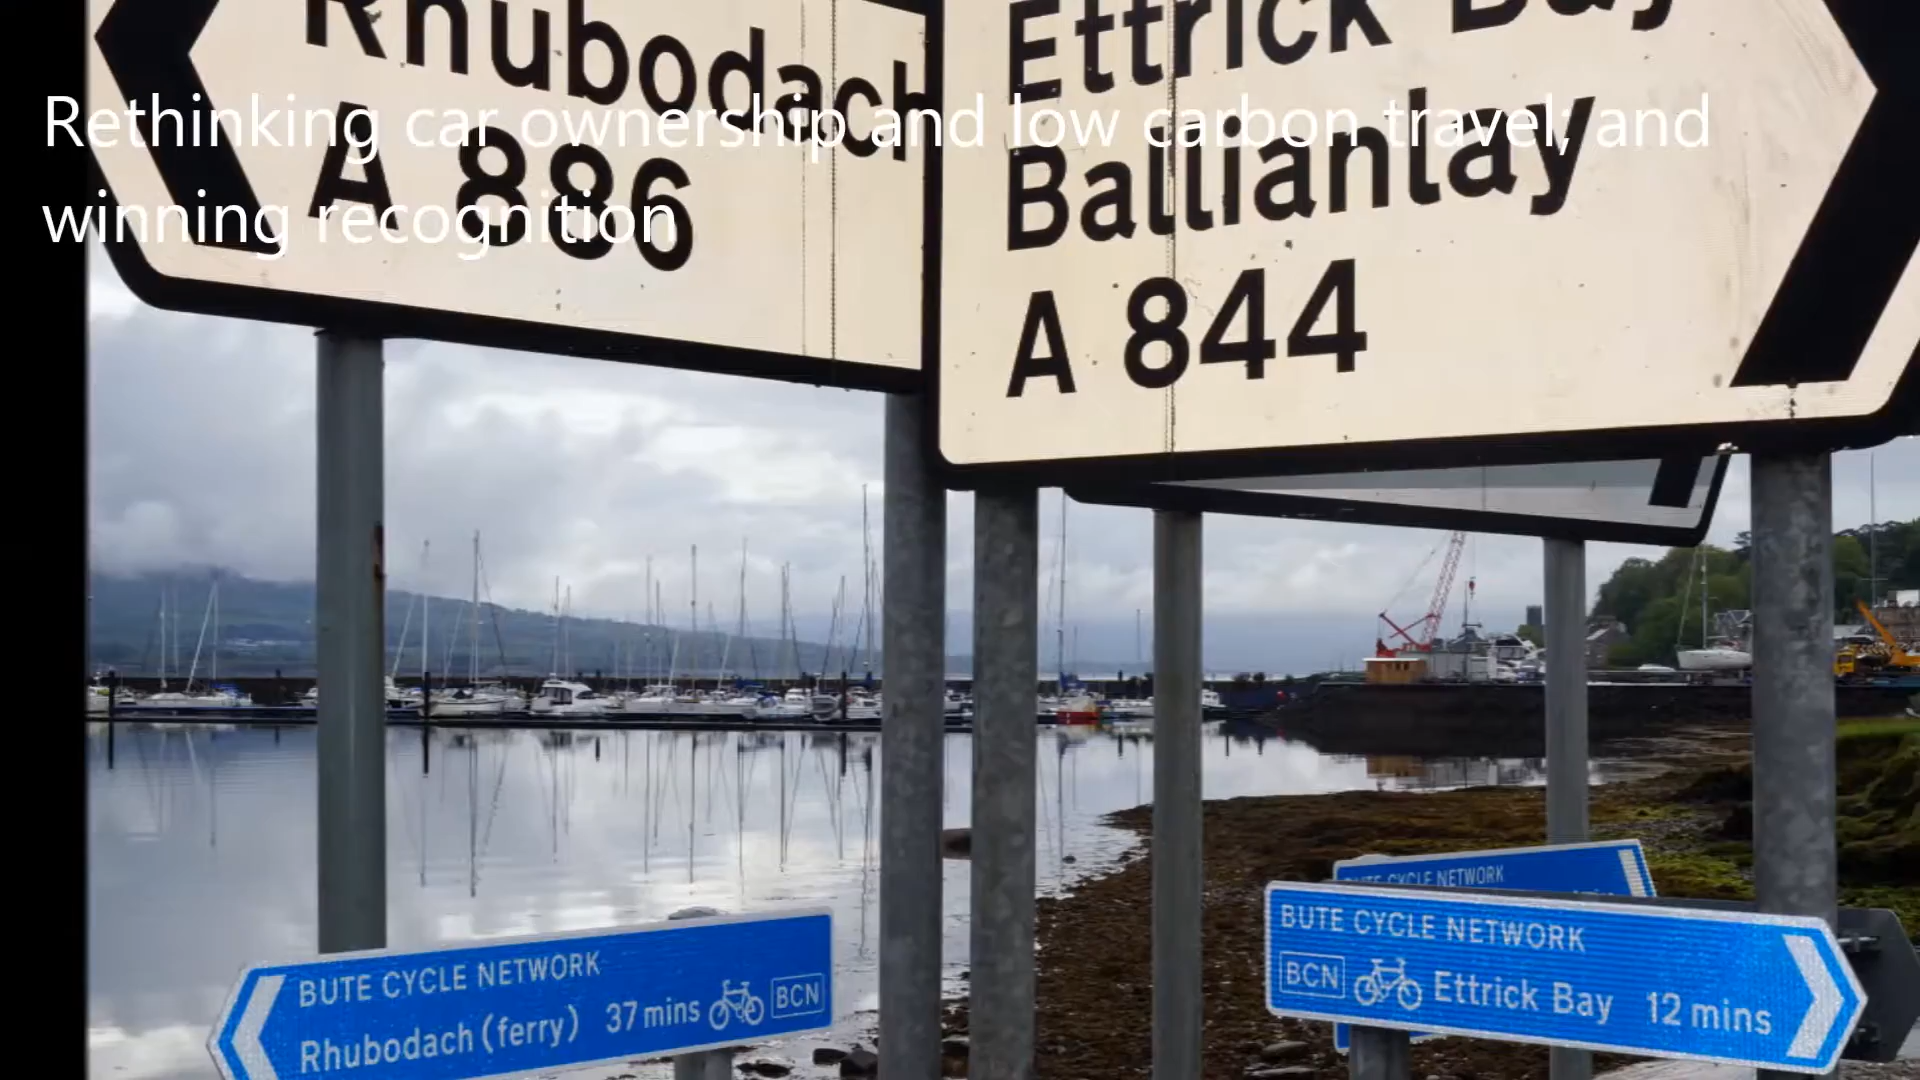 Rethinking car ownership and low carbon travel; and
winning recognition
Rhubodach
A 886
Ettrick Bay
Ballianlay
A 844
BUTE CYCLE NETWORK
BUTE CYCLE NETWORK
Rhubodach (ferry) 37 mins BCN
BUTE CYCLE NETWORK
BCN Ettrick Bay 12 mins